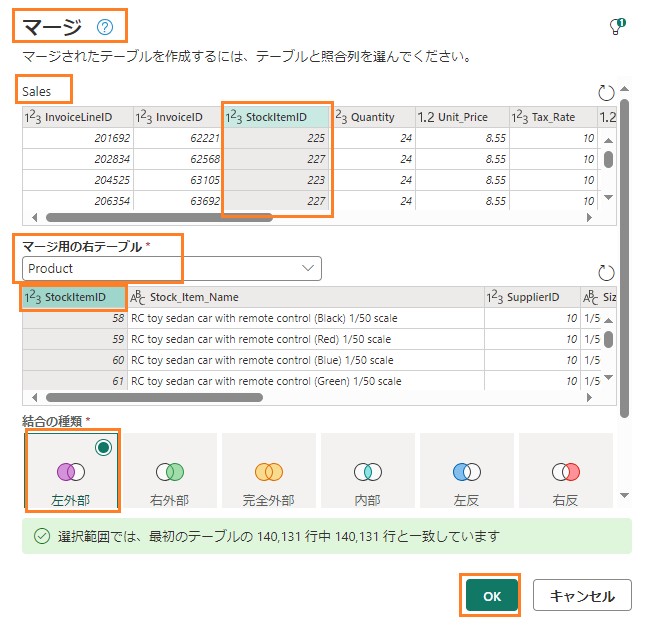 マージ ?
1
マージされたテーブルを作成するには、テーブルと照合列を選んでください。
Sales
1²3 InvoiceLineID 1²3 InvoiceID 1²3 StockItemID 2 3 Quantity 1.2 Unit_Price 1²3 Tax_Rate 1.2
201692 62221 225 24 8.55 10
202834 62568 227 24 8.55 10
204525 63105 223 24 8.55 10
206354 63692 227 24 8.55 10
マージ用の右テーブル *
Product
1²3 StockItemID ABC Stock_Item_Name 1²3 SupplierID ABC Siz
58 RC toy sedan car with remote control (Black) 1/50 scale 10 1/5
59 RC toy sedan car with remote control (Red) 1/50 scale 10 1/5
60 RC toy sedan car with remote control (Blue) 1/50 scale 10 1/5
61 RC toy sedan car with remote control (Green) 1/50 scale 10 1/5
結合の種類 *
左外部 右外部 完全外部 内部 左反 右反
選択範囲では、最初のテーブルの 140,131 行中 140,131 行と一致しています
OK キャンセル